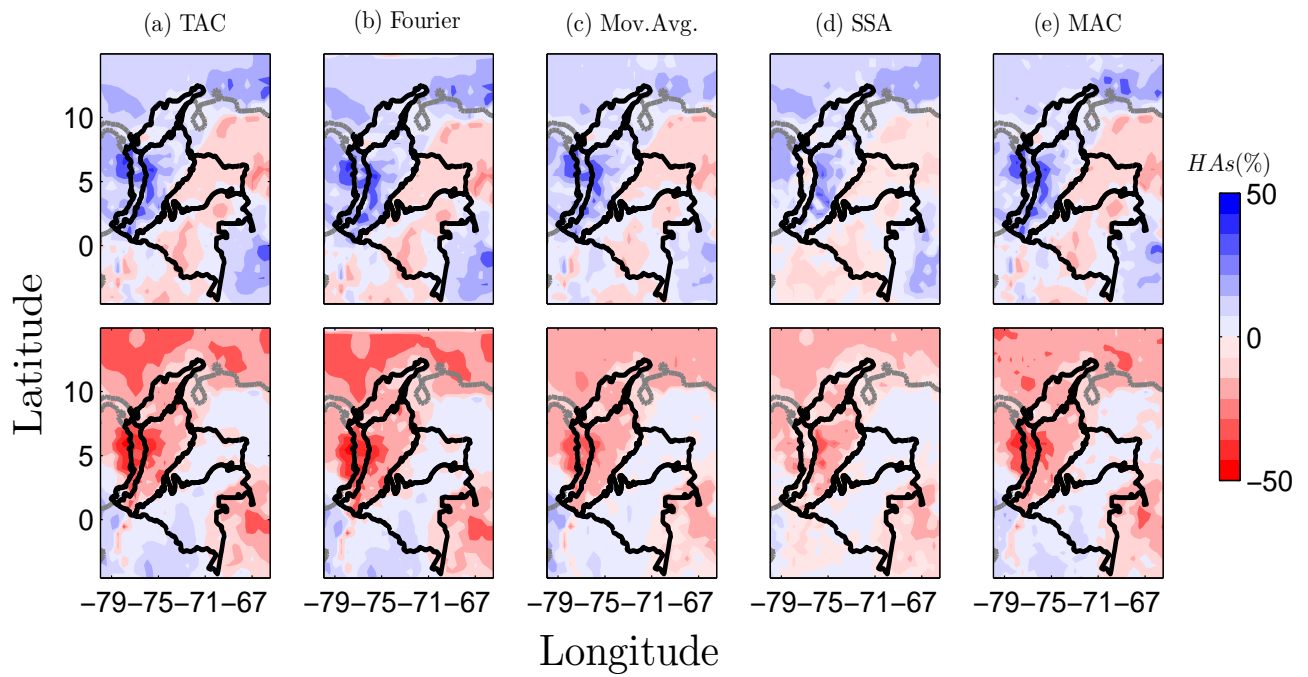 (a) TAC
(b) Fourier
(c) Mov.Avg.
(d) SSA
(e) MAC
10
5
0
HAs(%)
50
0
−50
Latitude
10
5
0
−79−75−71−67
−79−75−71−67
−79−75−71−67
−79−75−71−67
−79−75−71−67
Longitude